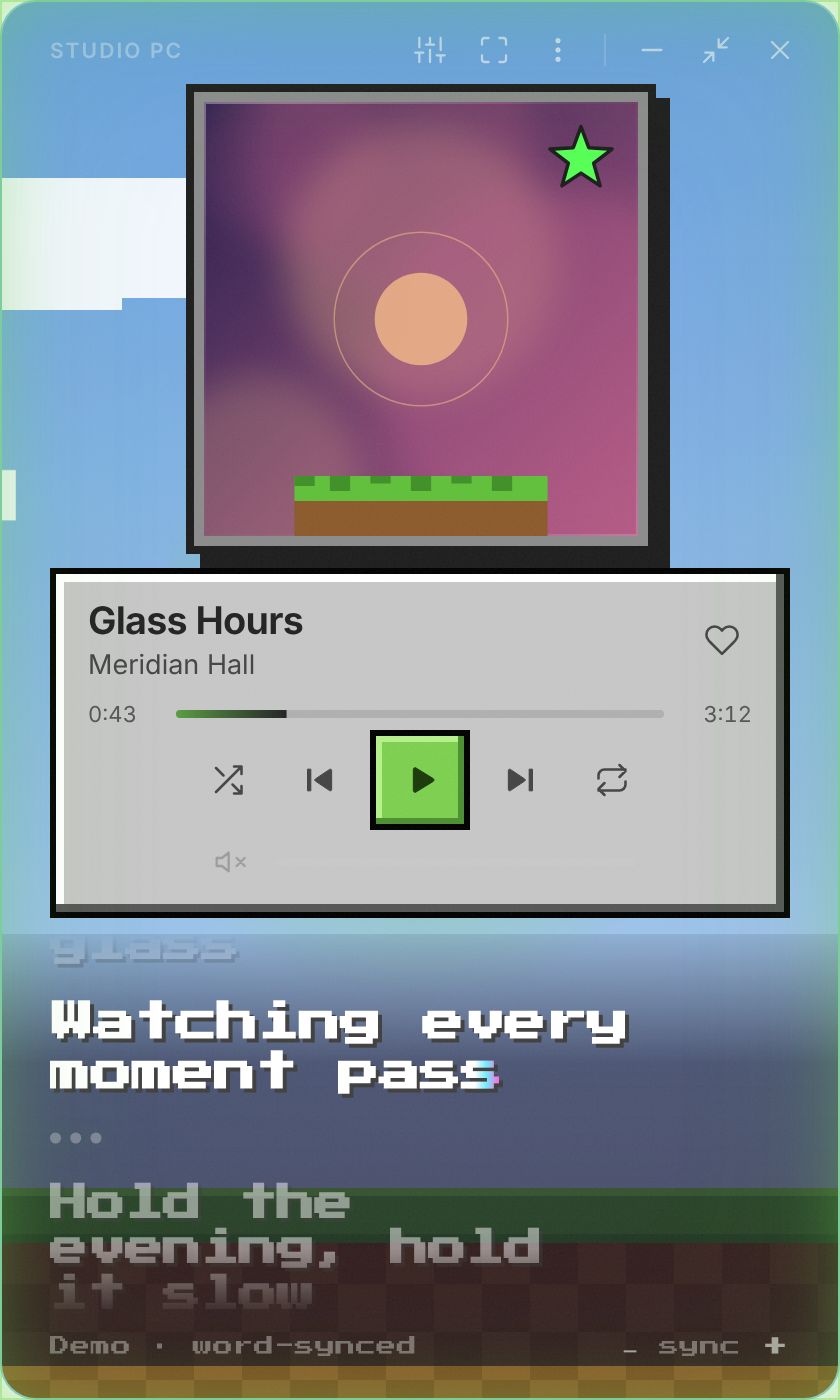 STUDIO PC
Glass Hours
Meridian Hall
0:43
3:12
glass
Watching every
moment pass
•••
Hold the
evening, hold
it slow
Demo · word-synced
– sync +